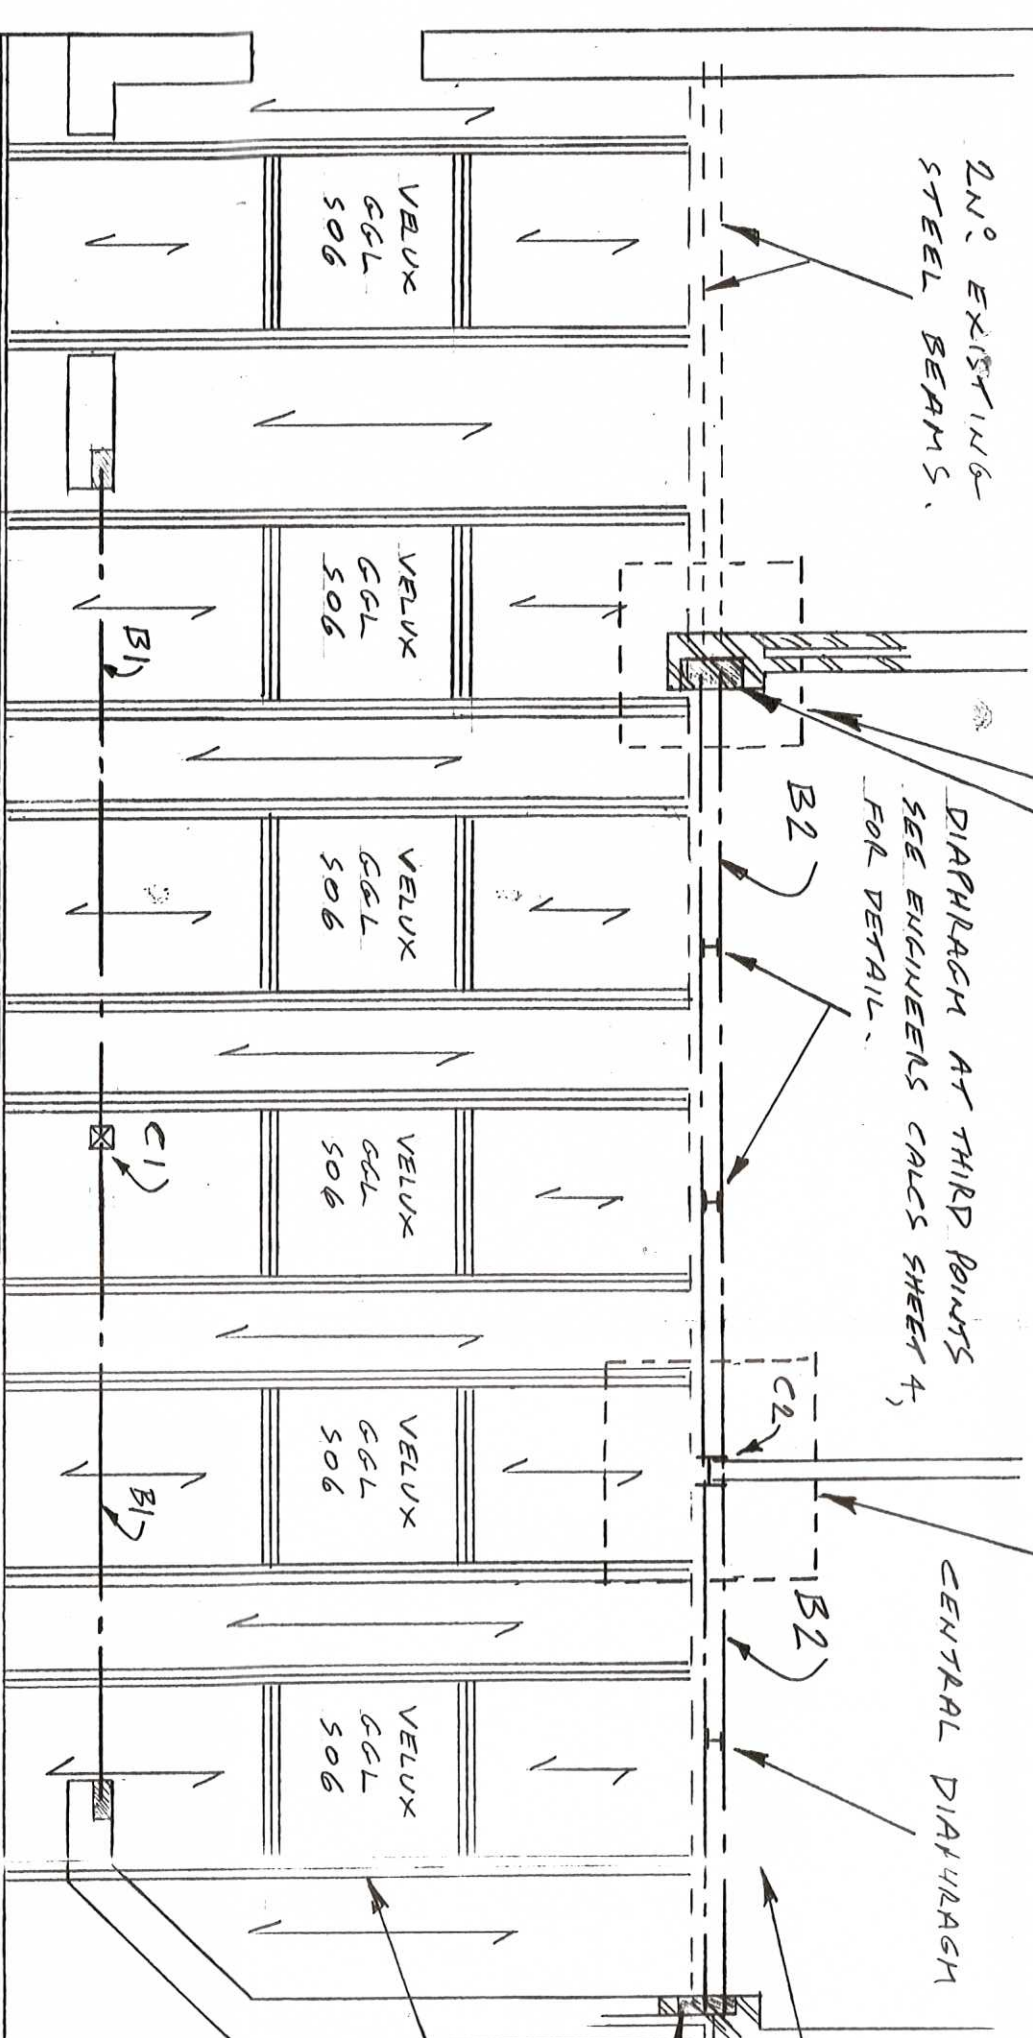 2No. EXISTING
STEEL BEAMS.
DIAPHRAGM AT THIRD POINTS
SEE ENGINEERS CALCS SHEET 4,
FOR DETAIL.
CENTRAL DIAPHRAGM
B2
C2
B2
VELUX
GGL
S06
VELUX
GGL
S06
VELUX
GGL
S06
VELUX
GGL
S06
VELUX
GGL
S06
VELUX
GGL
S06
B1
C1
B1